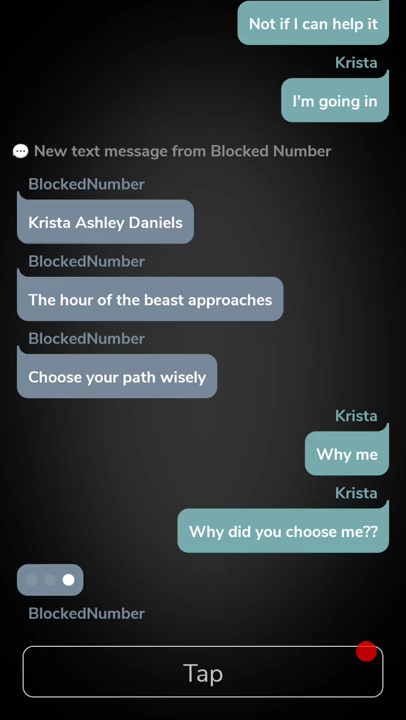 Not if I can help it
Krista
I'm going in
💬 New text message from Blocked Number
BlockedNumber
Krista Ashley Daniels
BlockedNumber
The hour of the beast approaches
BlockedNumber
Choose your path wisely
Krista
Why me
Krista
Why did you choose me??
BlockedNumber
Tap